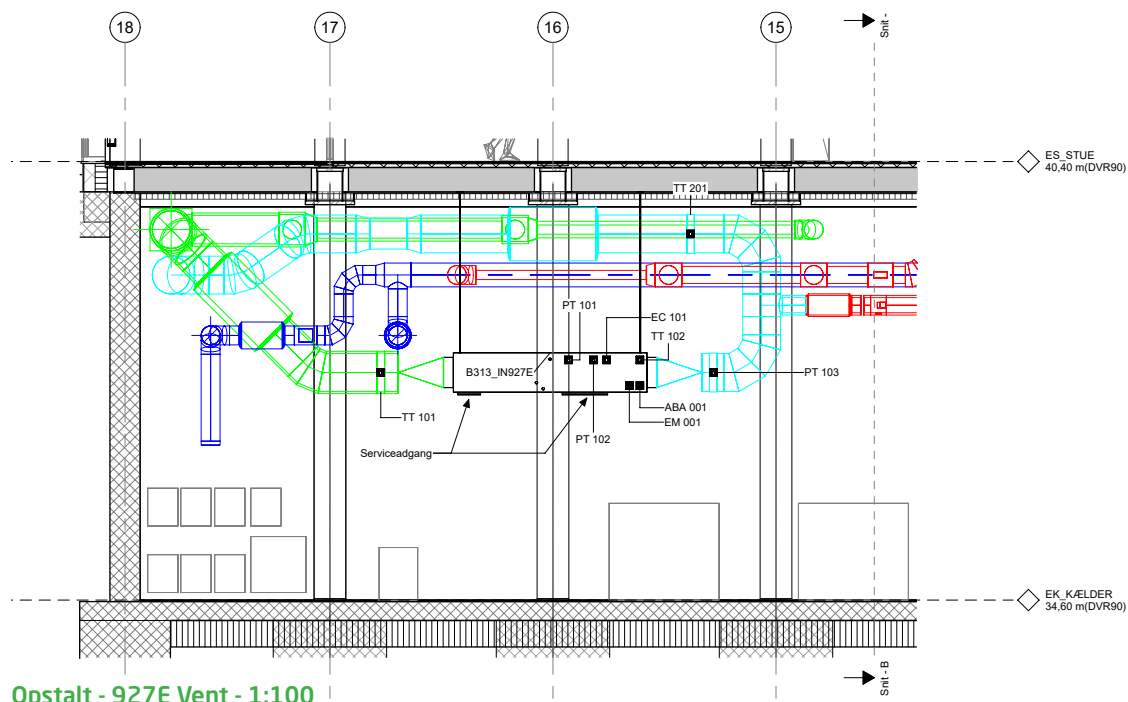 18
17
16
15
Snit -
ES_STUE
40,40 m(DVR90)
TT 201
PT 101
EC 101
TT 102
B313_IN927E
PT 103
TT 101
ABA 001
EM 001
PT 102
Serviceadgang
EK_KÆLDER
34,60 m(DVR90)
Snit - B
Opstalt - 927E Vent - 1:100